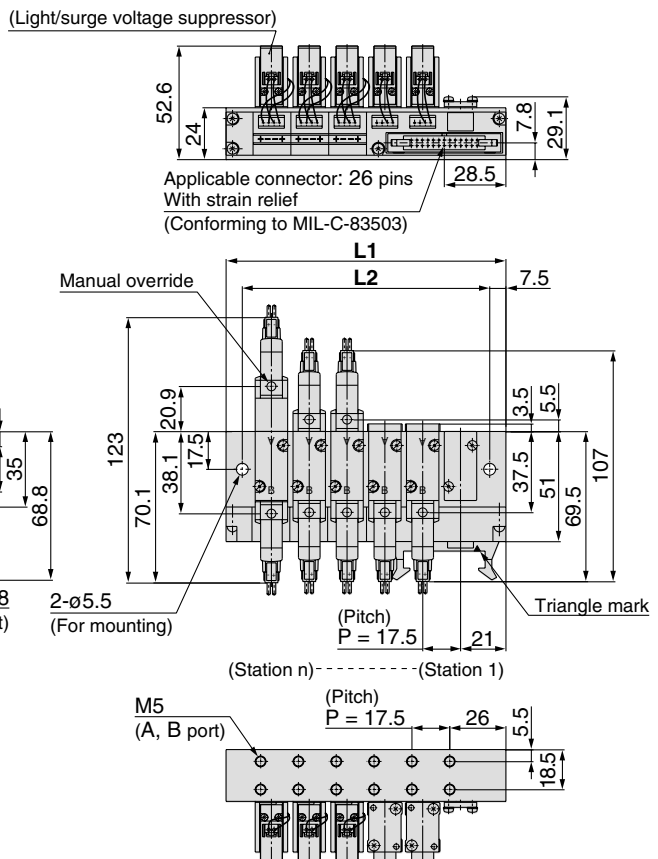 (Light/surge voltage suppressor)
52.6
24
7.8
29.1
28.5
Applicable connector: 26 pins
With strain relief
(Conforming to MIL-C-83503)
L1
L2
7.5
Manual override
123
20.9
17.5
38.1
70.1
35
68.8
3.5
5.5
37.5
51
69.5
107
V V V V V
B B B B B
8
t)
2-ø5.5
(For mounting)
Triangle mark
(Pitch)
P = 17.5
21
(Station n)
(Station 1)
M5
(A, B port)
(Pitch)
P = 17.5
26
5.5
18.5